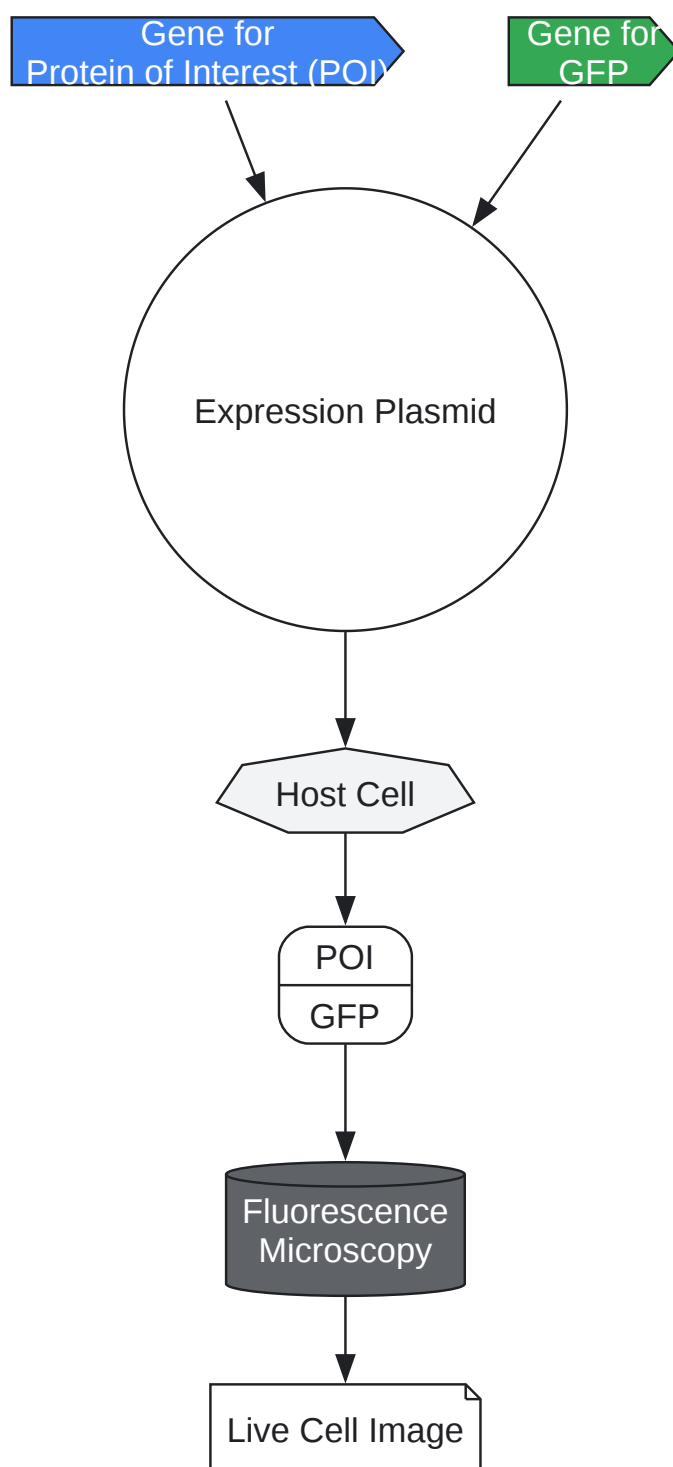 Gene for
Protein of Interest (POI)
Gene for
GFP
Expression Plasmid
Host Cell
POI
GFP
Fluorescence
Microscopy
Live Cell Image